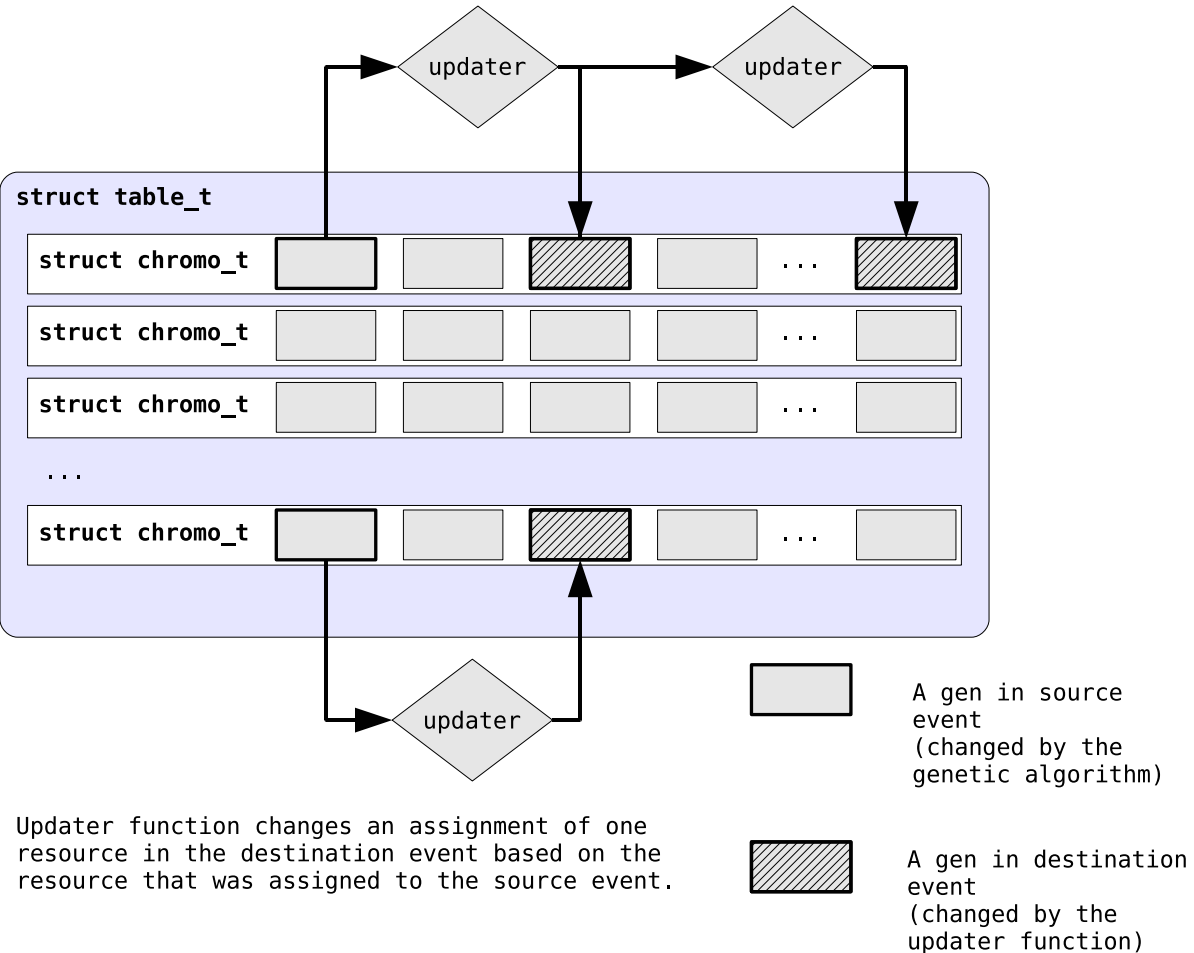 updater
updater
struct table_t
struct chromo_t
...
struct chromo_t
...
struct chromo_t
...
...
struct chromo_t
...
updater
A gen in source
event
(changed by the
genetic algorithm)
Updater function changes an assignment of one
resource in the destination event based on the
resource that was assigned to the source event.
A gen in destination
event
(changed by the
updater function)